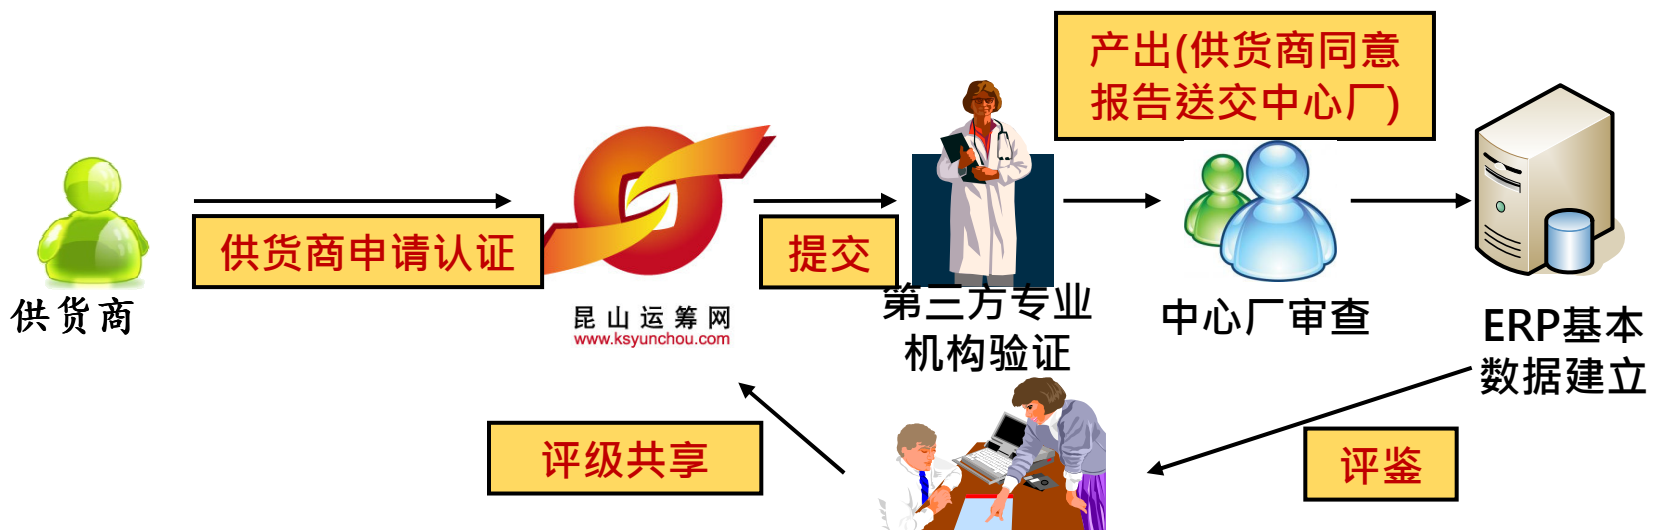 产出(供货商同意
报告送交中心厂)
供货商申请认证
提交
供货商
昆山运筹网
www.ksyunchou.com
第三方专业
机构验证
中心厂审查
ERP基本
数据建立
评级共享
评鉴